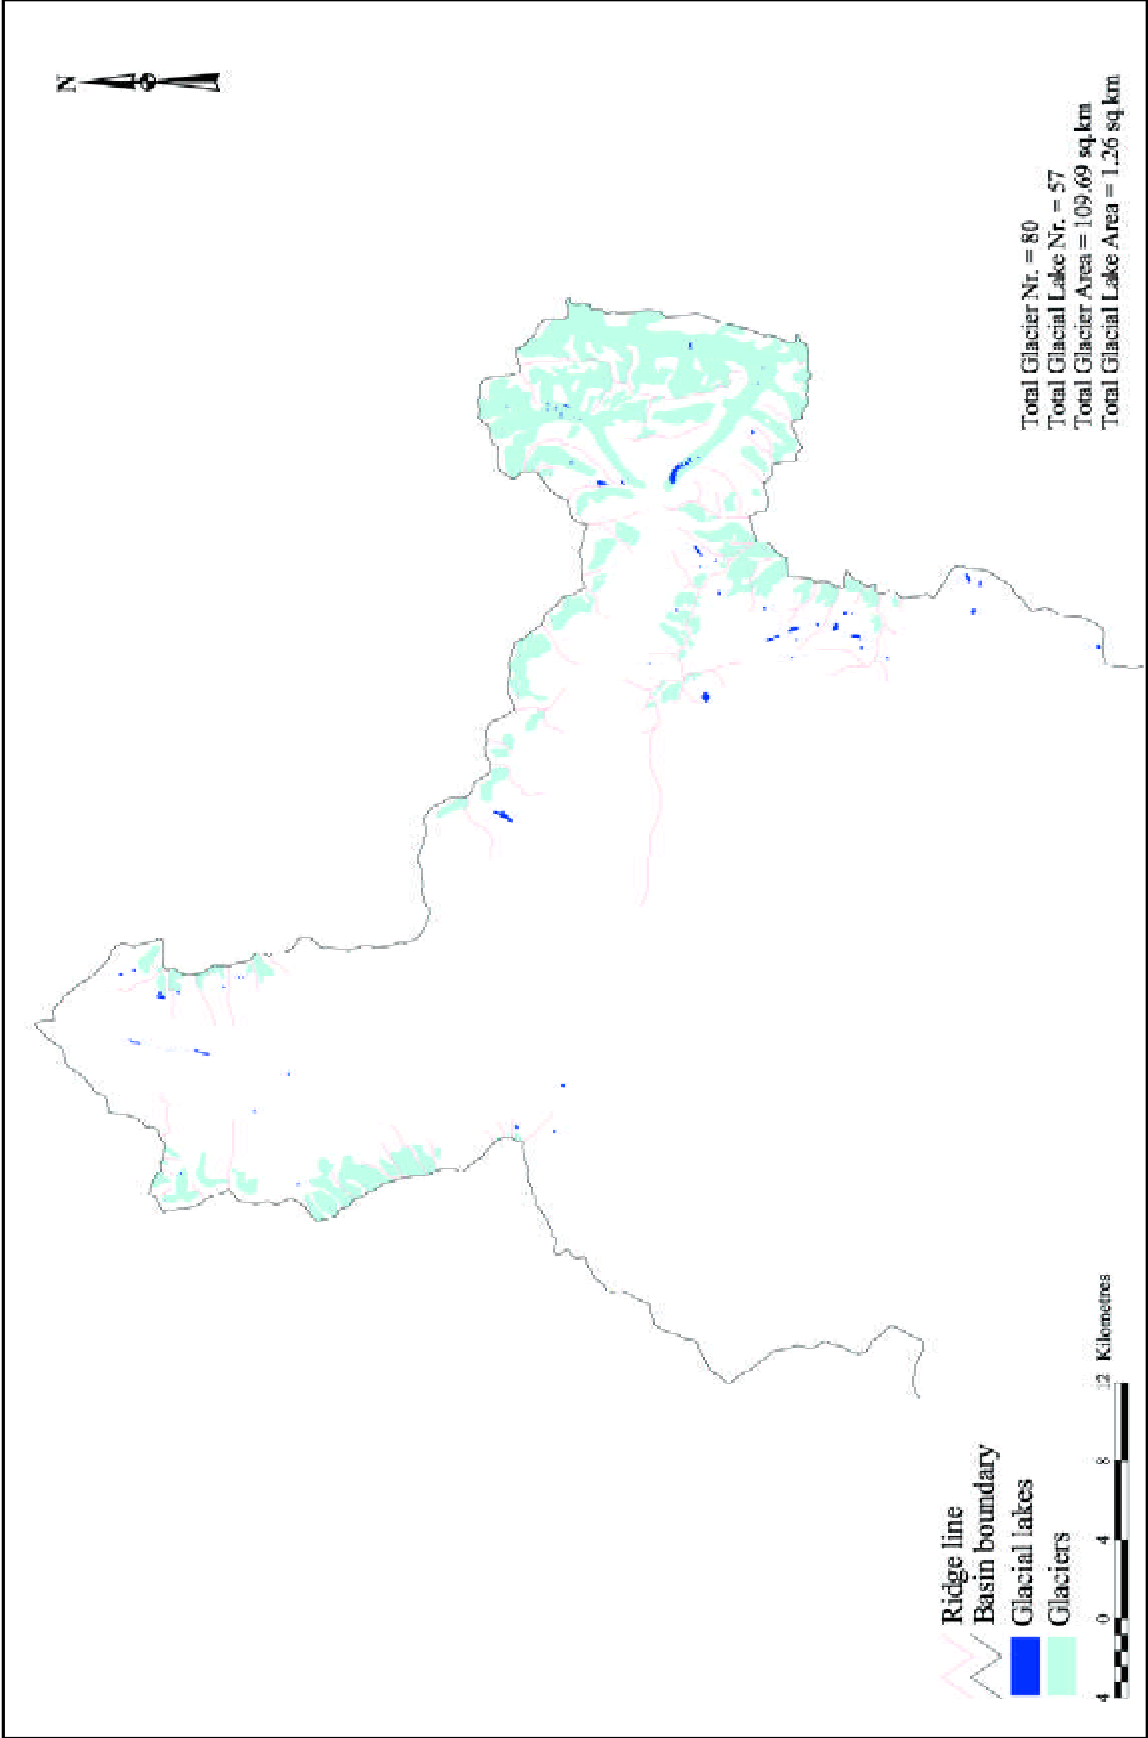 N
Total Glacier Nr. = 80
Total Glacial Lake Nr. = 57
Total Glacier Area = 109.69 sq.km
Total Glacial Lake Area = 1.26 sq.km
Ridge line
Basin boundary
Glacial lakes
Glaciers
4 0 4 8 12 Kilometres